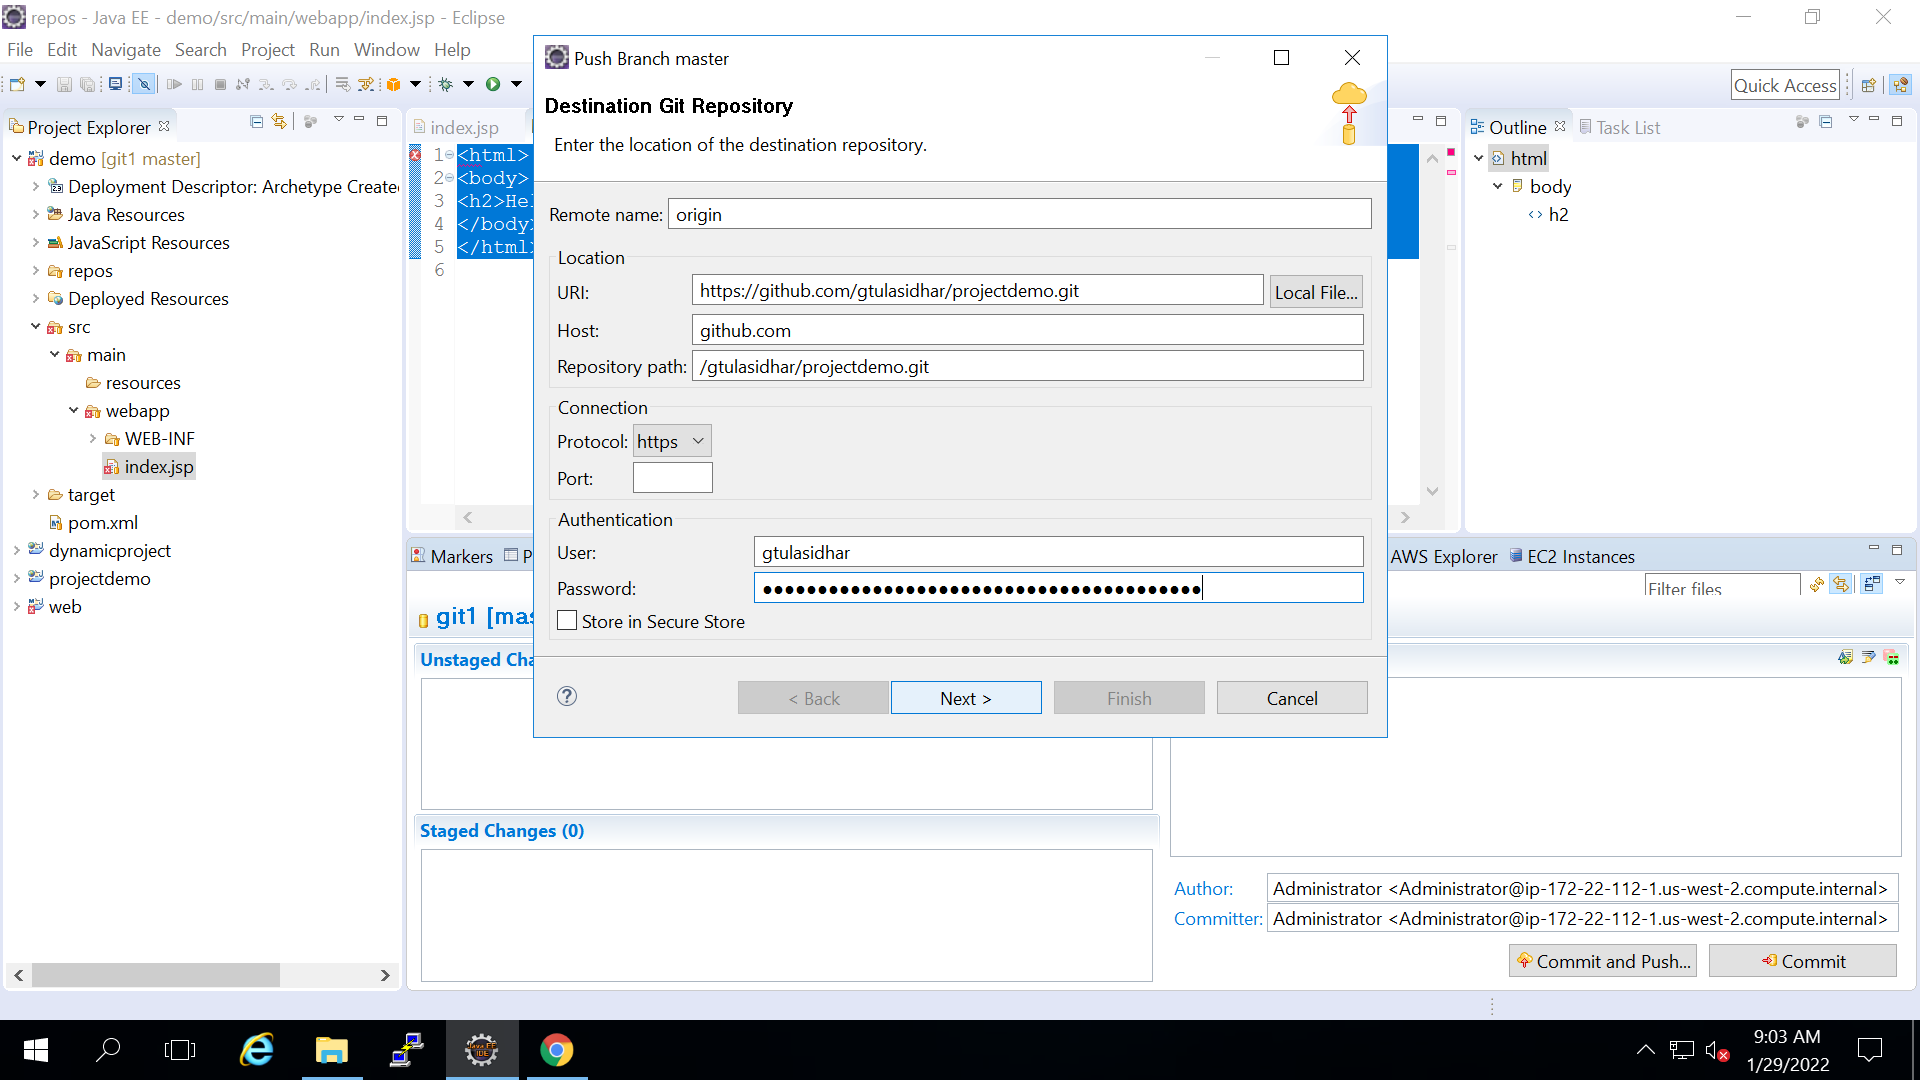 repos - Java EE - demo/src/main/webapp/index.jsp - Eclipse
File Edit Navigate Search Project Run Window Help
Quick Access
Project Explorer
demo [git1 master]
Deployment Descriptor: Archetype Create
Java Resources
JavaScript Resources
repos
Deployed Resources
src
main
resources
webapp
WEB-INF
index.jsp
target
pom.xml
dynamicproject
projectdemo
web
index.jsp
1 <html>
2 <body>
3 <h2>Hel
4 </body>
5 </html>
6
Push Branch master
Destination Git Repository
Enter the location of the destination repository.
Remote name: origin
Location
URI: https://github.com/gtulasidhar/projectdemo.git Local File...
Host: github.com
Repository path: /gtulasidhar/projectdemo.git
Connection
Protocol: https
Port:
Authentication
User: gtulasidhar
Password: ●●●●●●●●●●●●●●●●●●●●●●●●●●●●●●●●●●●●●●●●
Store in Secure Store
< Back Next > Finish Cancel
Outline Task List
html
body
h2
Markers P
AWS Explorer EC2 Instances
Filter files
git1 [mas
Unstaged Cha
Staged Changes (0)
Author: Administrator <Administrator@ip-172-22-112-1.us-west-2.compute.internal>
Committer: Administrator <Administrator@ip-172-22-112-1.us-west-2.compute.internal>
Commit and Push... Commit
9:03 AM
1/29/2022